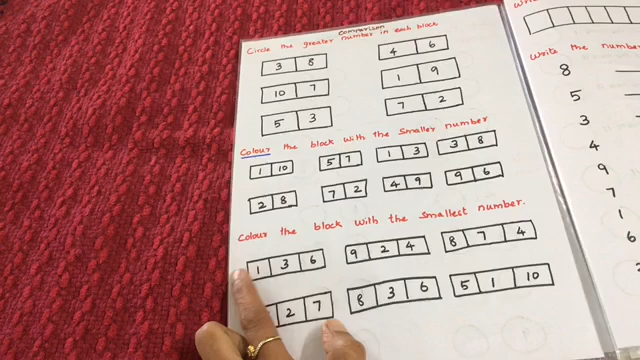 Comparison
Circle the greater number in each block
3 8 4 6
10 7 1 9
5 3 7 2
Colour the block with the smaller number
1 10 5 7 1 3 3 8
2 8 7 2 4 9 9 6
Colour the block with the smallest number.
1 3 6 9 2 4 8 7 4
2 7 8 3 6 5 1 10
Write the number
8
5
3
4
9
7
1
6